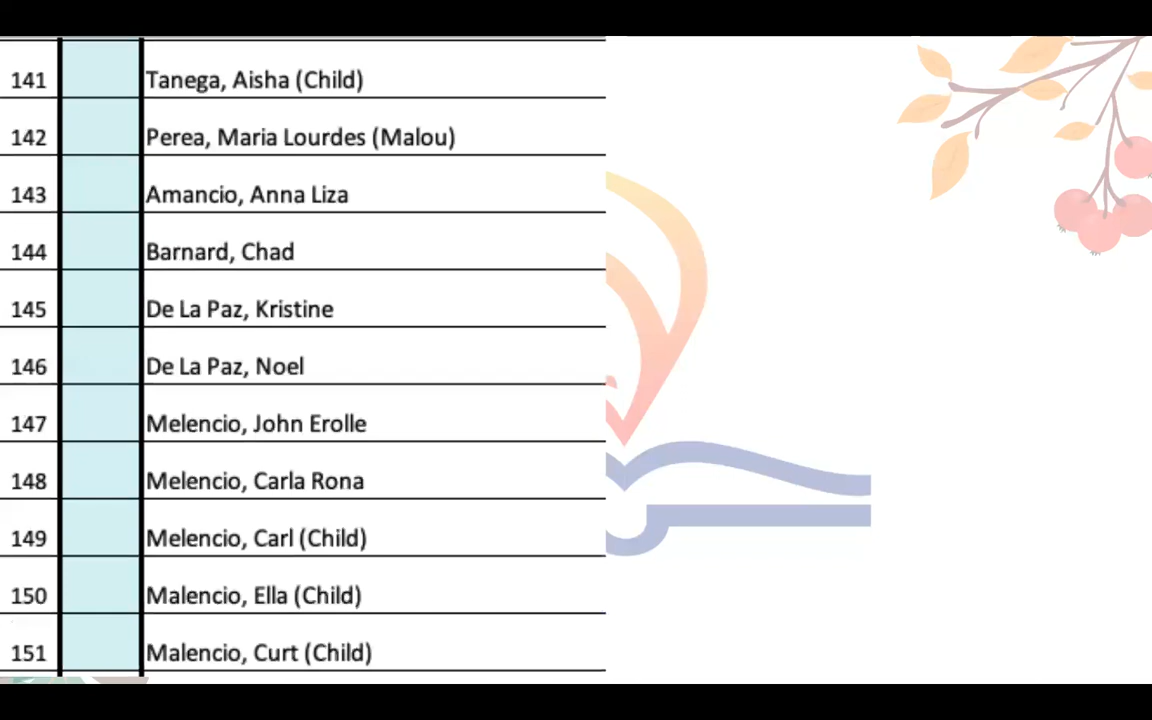 141 Tanega, Aisha (Child)
142 Perea, Maria Lourdes (Malou)
143 Amancio, Anna Liza
144 Barnard, Chad
145 De La Paz, Kristine
146 De La Paz, Noel
147 Melencio, John Erolle
148 Melencio, Carla Rona
149 Melencio, Carl (Child)
150 Malencio, Ella (Child)
151 Malencio, Curt (Child)